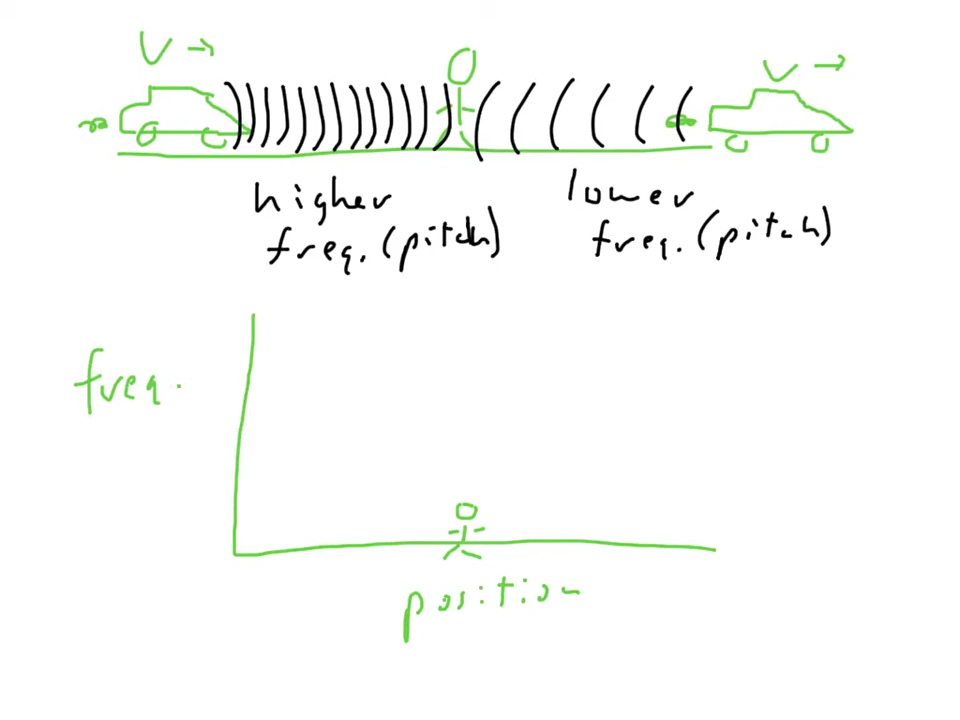 V →
V →
higher
freq. (pitch)
lower
freq. (pitch)
freq.
position